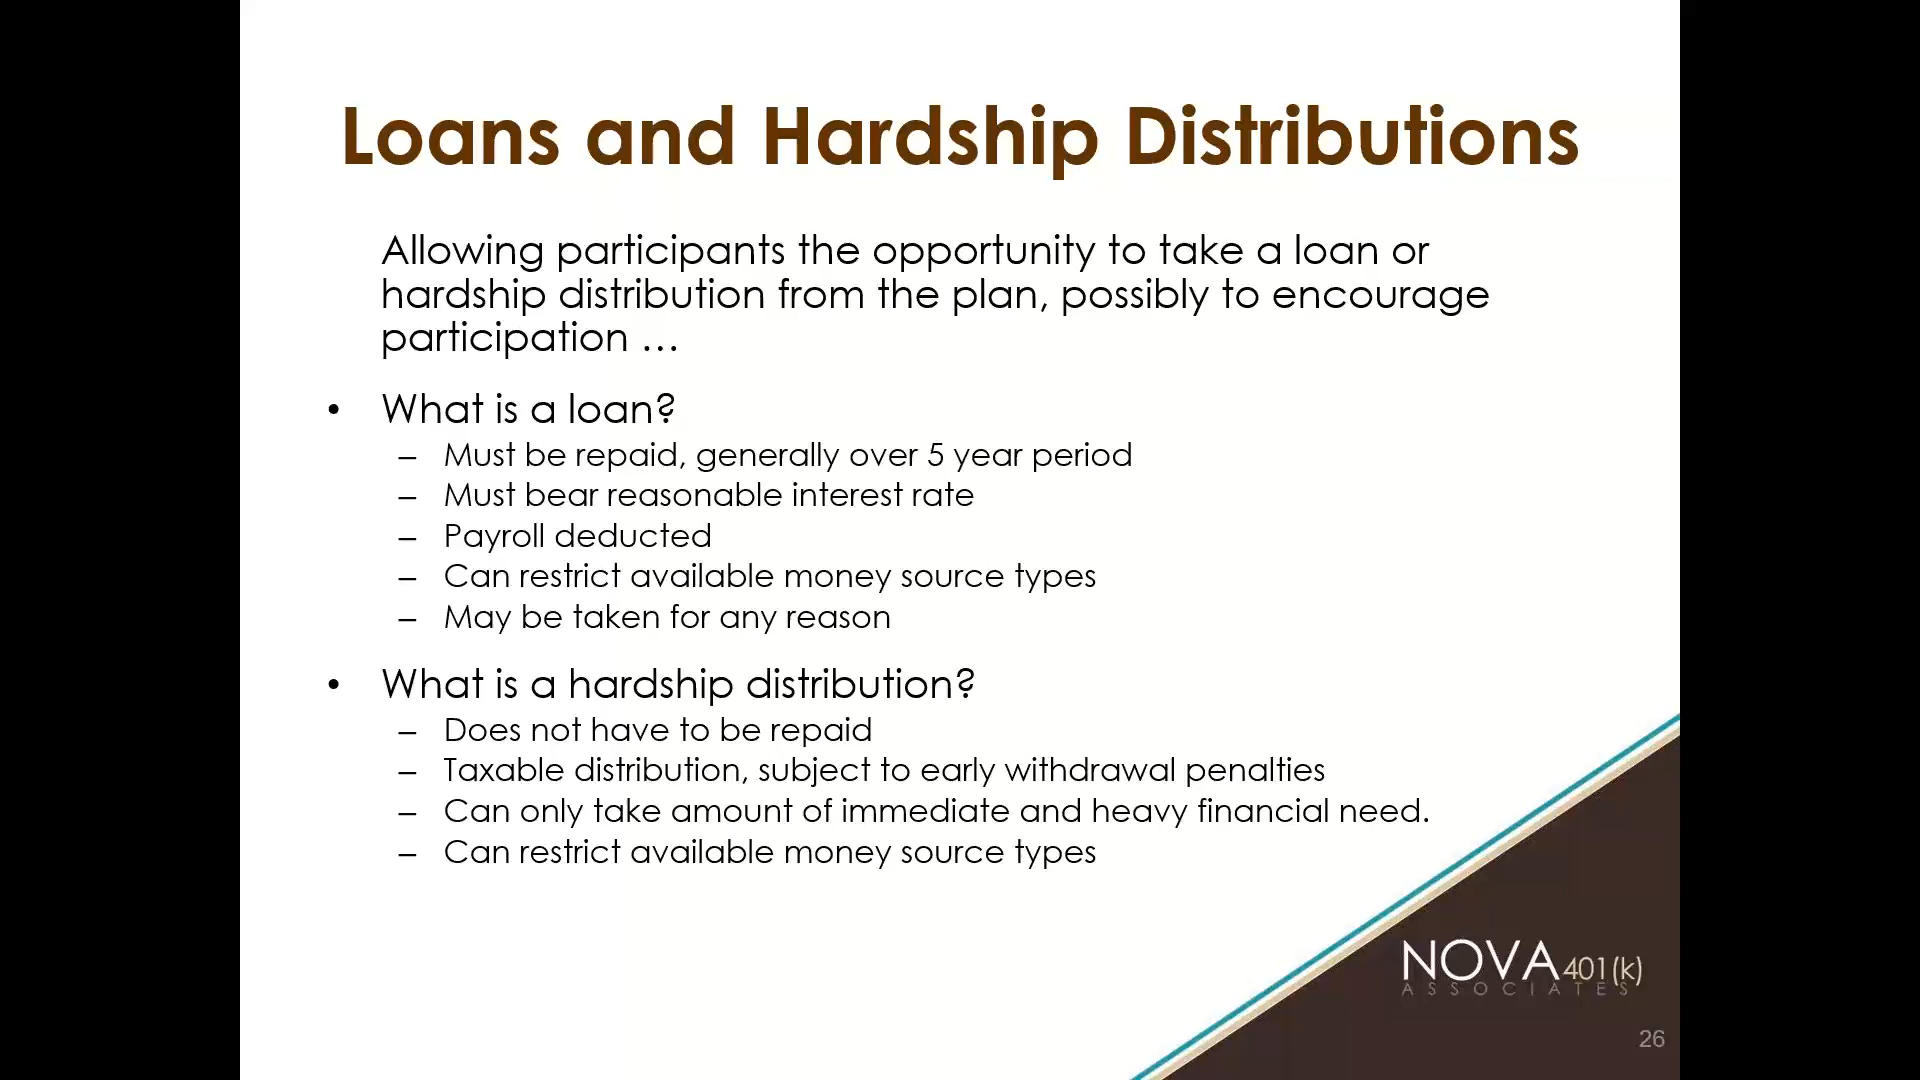 Loans and Hardship Distributions
Allowing participants the opportunity to take a loan or
hardship distribution from the plan, possibly to encourage
participation …
• What is a loan?
– Must be repaid, generally over 5 year period
– Must bear reasonable interest rate
– Payroll deducted
– Can restrict available money source types
– May be taken for any reason
• What is a hardship distribution?
– Does not have to be repaid
– Taxable distribution, subject to early withdrawal penalties
– Can only take amount of immediate and heavy financial need.
– Can restrict available money source types
NOVA 401(k)
ASSOCIATES
26